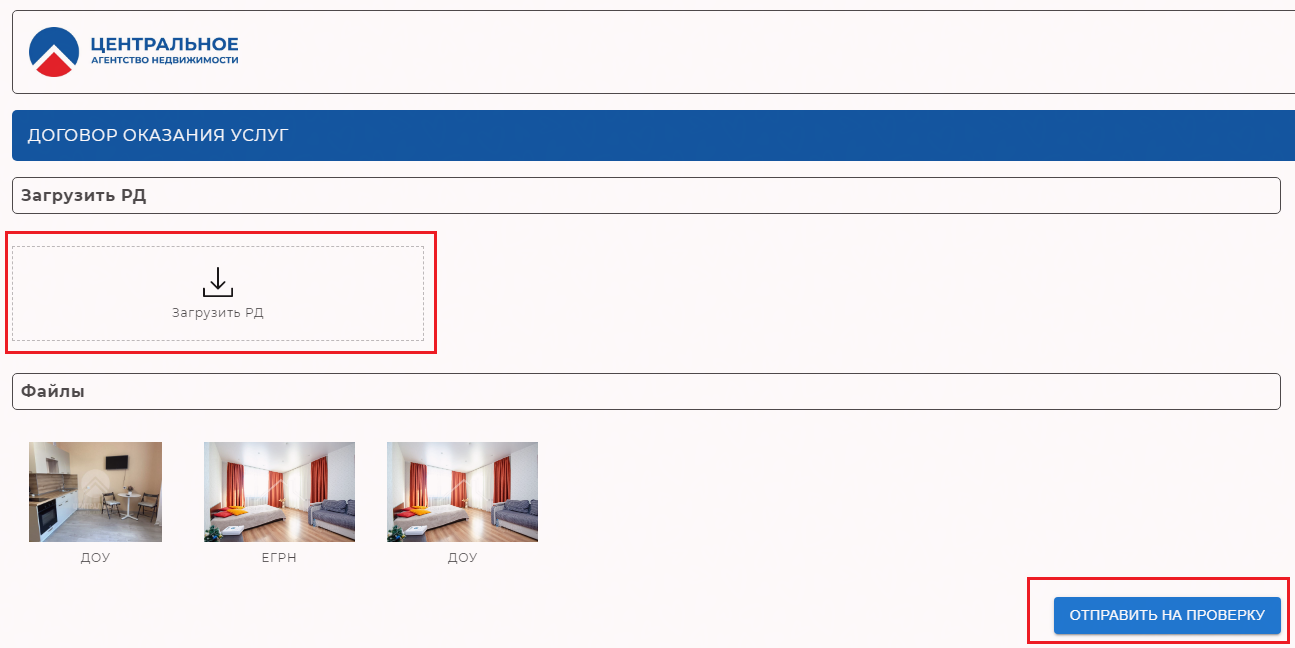 ЦЕНТРАЛЬНОЕ
АГЕНТСТВО НЕДВИЖИМОСТИ
ДОГОВОР ОКАЗАНИЯ УСЛУГ
Загрузить РД
Загрузить РД
Файлы
ДОУ
ЕГРН
ДОУ
ОТПРАВИТЬ НА ПРОВЕРКУ